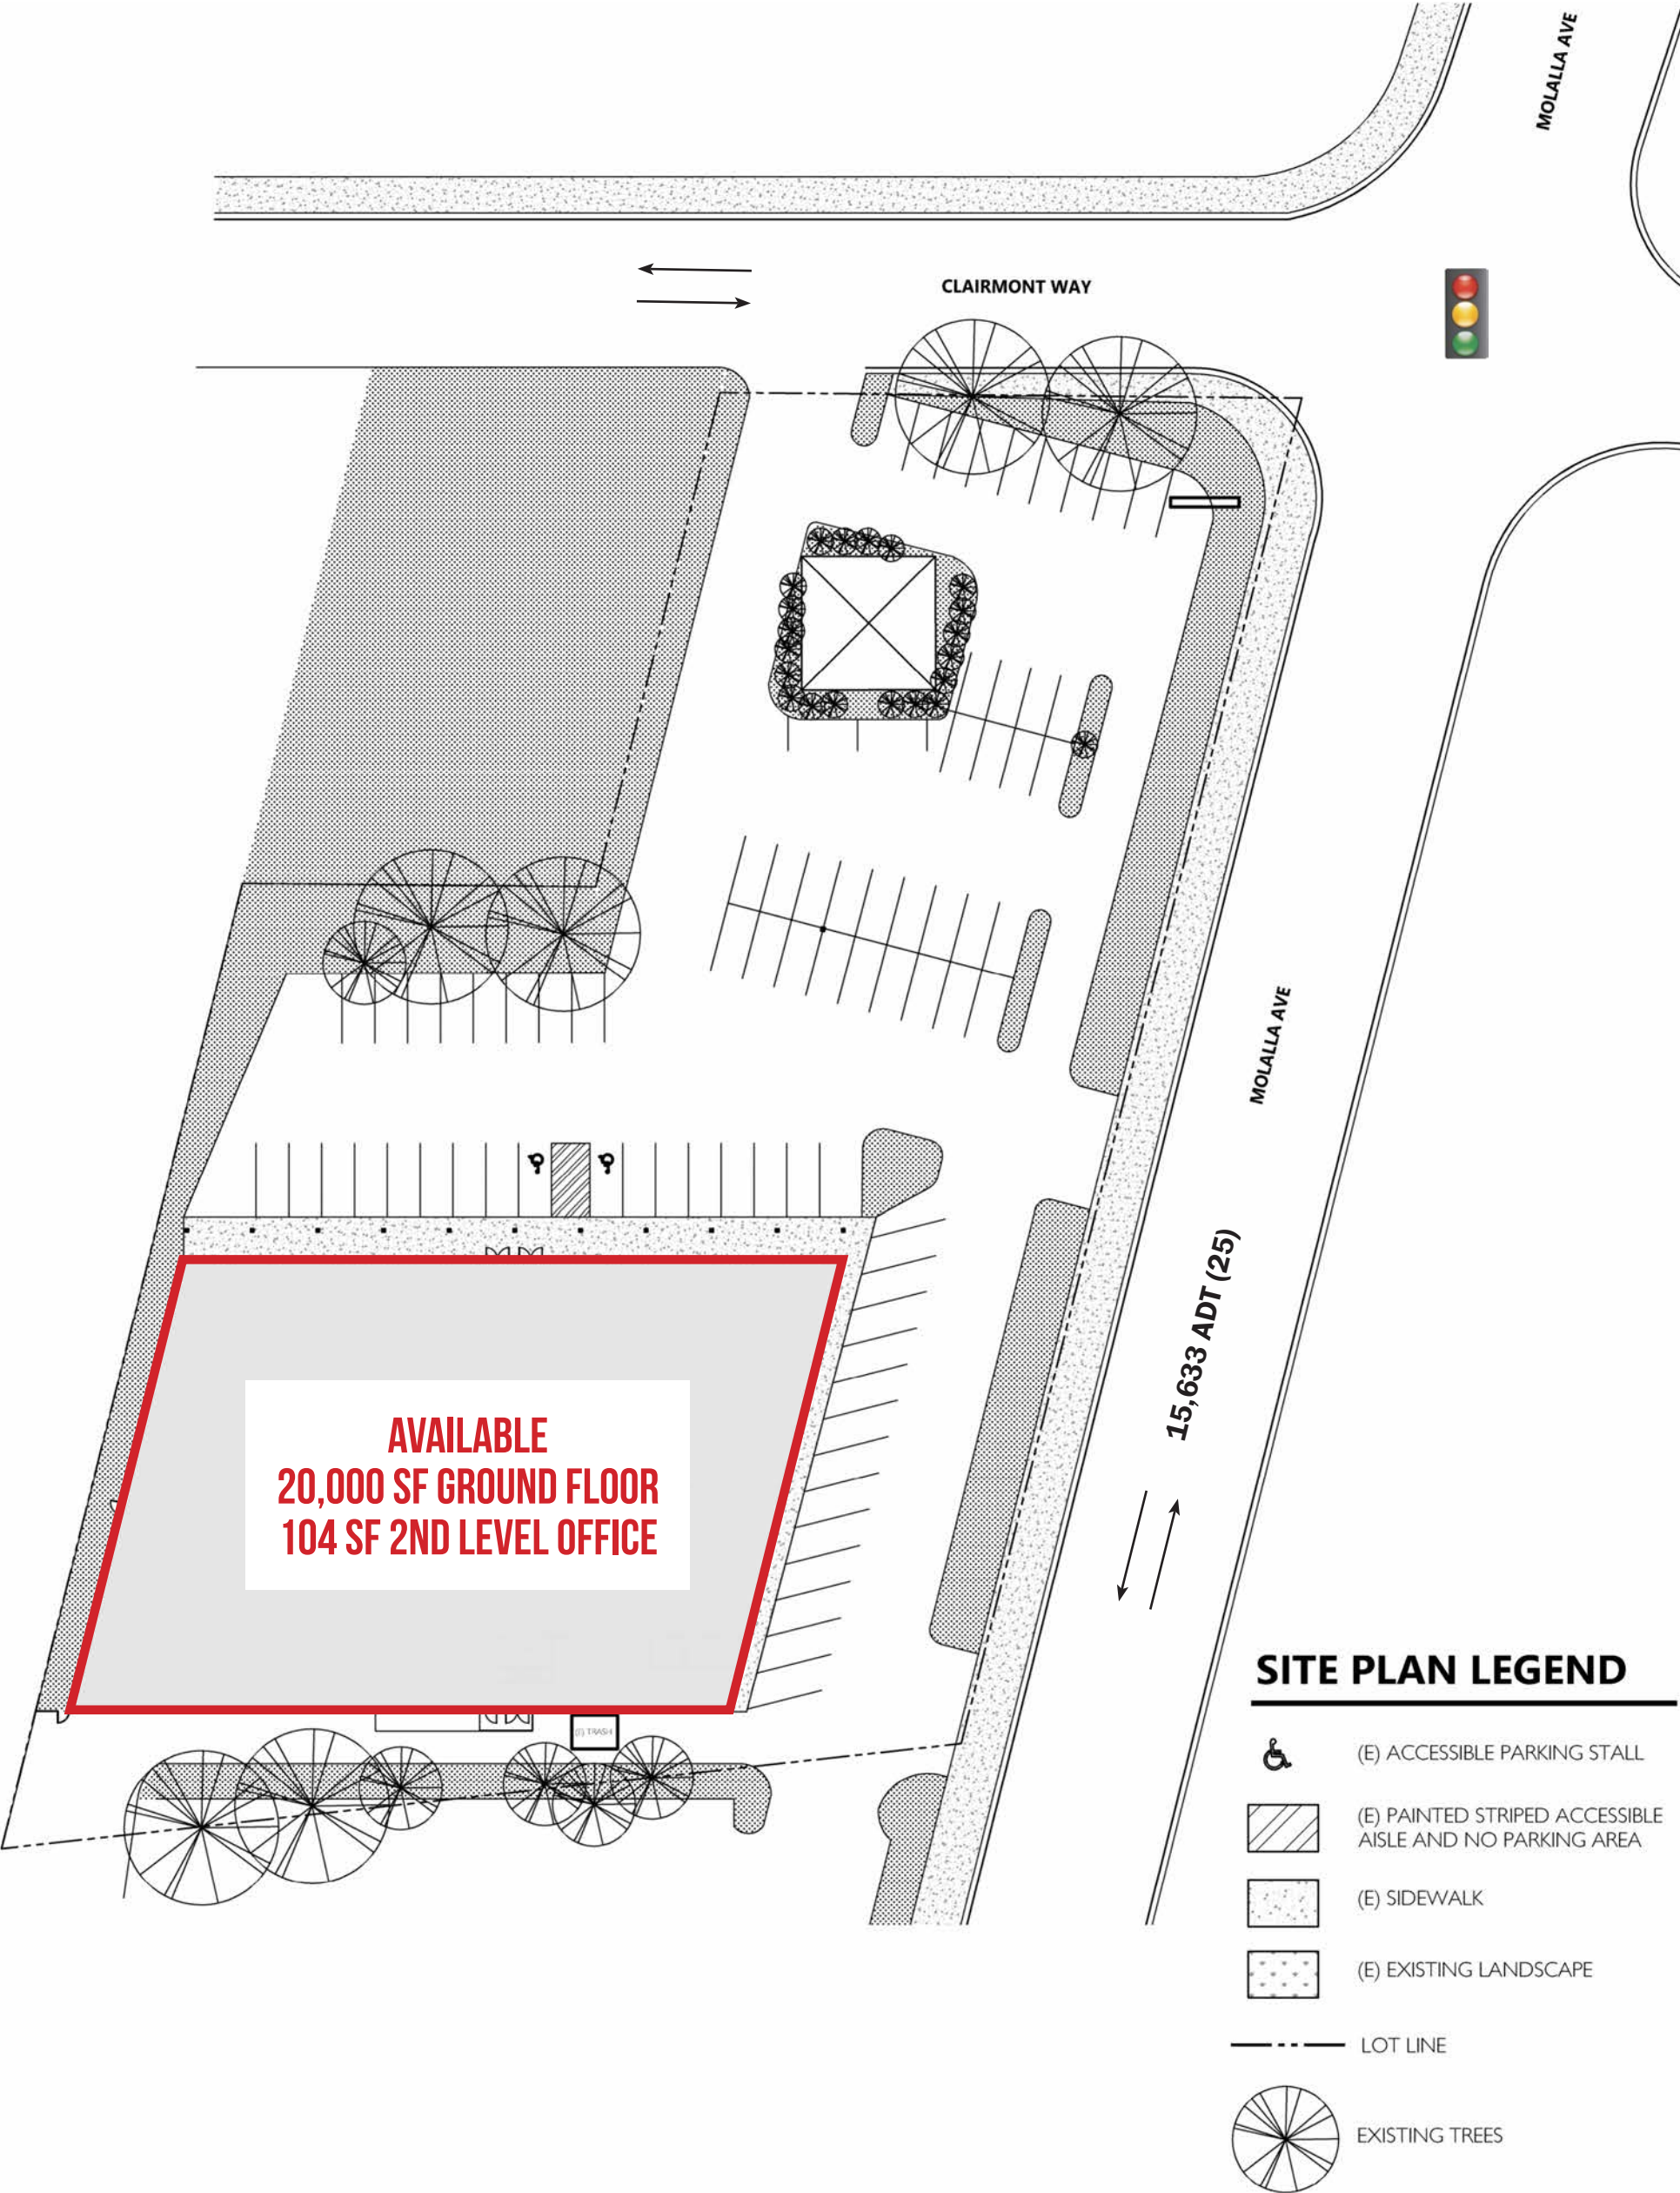 MOLALLA AVE
CLAIRMONT WAY
MOLALLA AVE
15,633 ADT (25)
AVAILABLE
20,000 SF GROUND FLOOR
104 SF 2ND LEVEL OFFICE
(E) TRASH
SITE PLAN LEGEND
(E) ACCESSIBLE PARKING STALL
(E) PAINTED STRIPED ACCESSIBLE
AISLE AND NO PARKING AREA
(E) SIDEWALK
(E) EXISTING LANDSCAPE
LOT LINE
EXISTING TREES